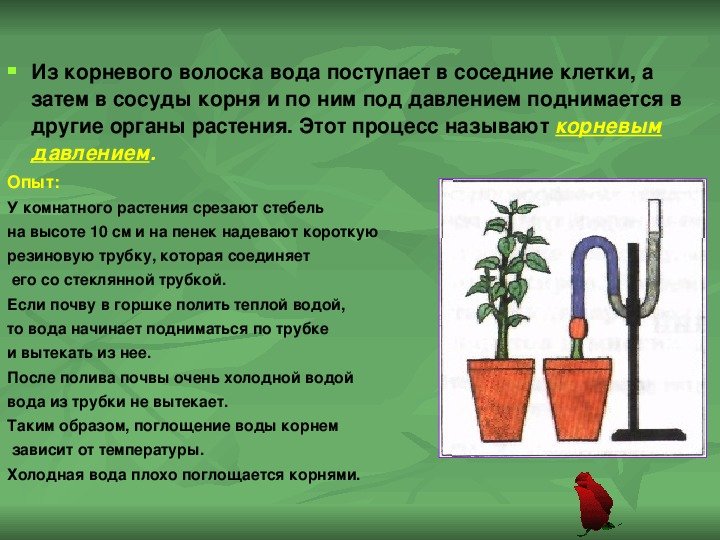 Из корневого волоска вода поступает в соседние клетки, а
затем в сосуды корня и по ним под давлением поднимается в
другие органы растения. Этот процесс называют корневым
давлением.
Опыт:
У комнатного растения срезают стебель
на высоте 10 см и на пенек надевают короткую
резиновую трубку, которая соединяет
его со стеклянной трубкой.
Если почву в горшке полить теплой водой,
то вода начинает подниматься по трубке
и вытекать из нее.
После полива почвы очень холодной водой
вода из трубки не вытекает.
Таким образом, поглощение воды корнем
зависит от температуры.
Холодная вода плохо поглощается корнями.